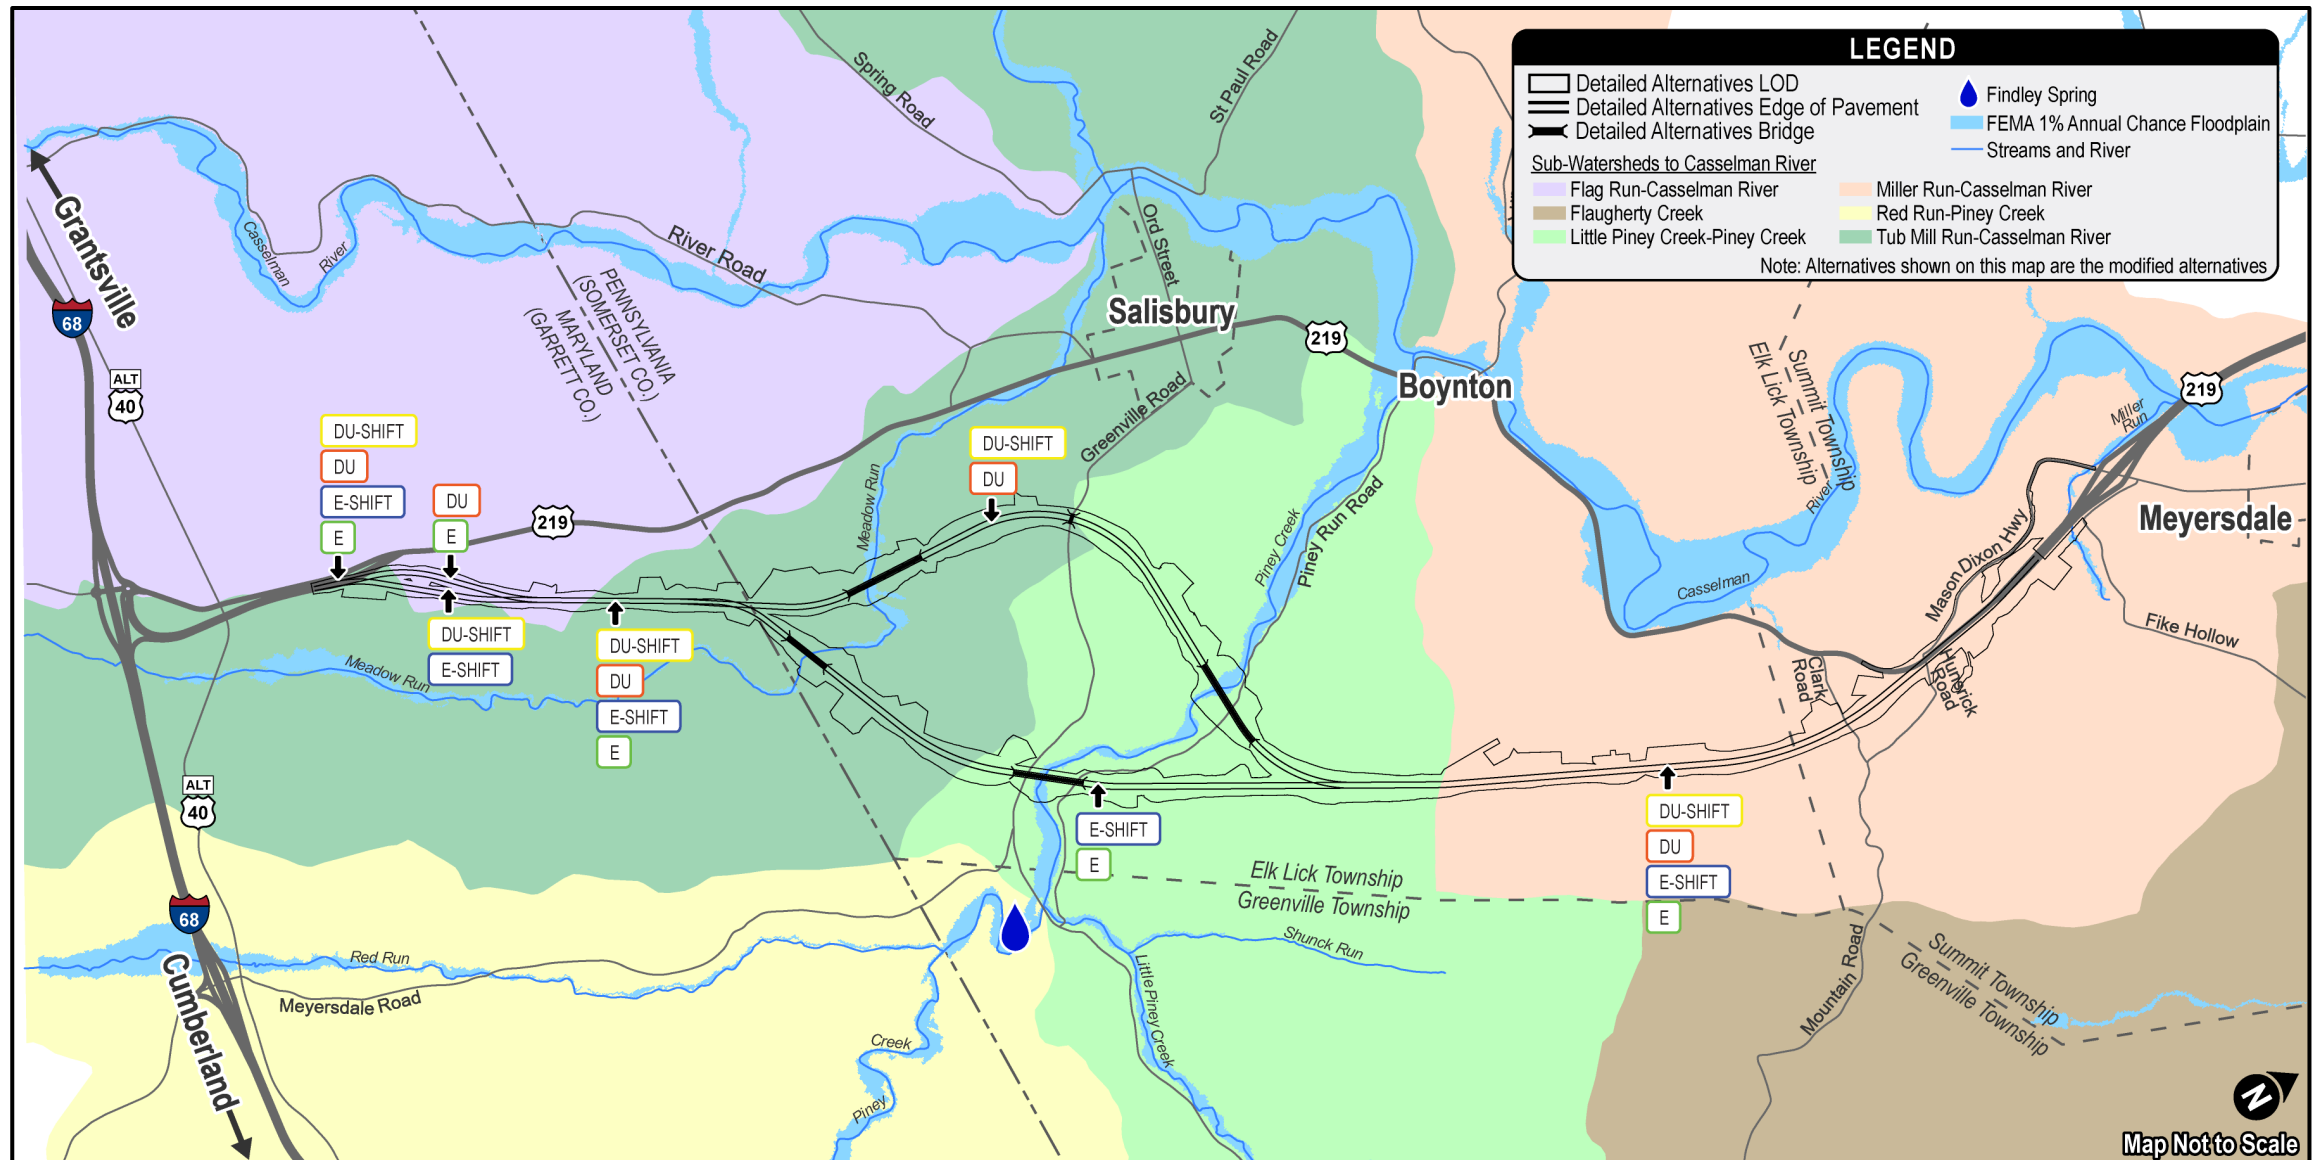 LEGEND
Detailed Alternatives LOD
Detailed Alternatives Edge of Pavement
Detailed Alternatives Bridge
Findley Spring
FEMA 1% Annual Chance Floodplain
Streams and River
Sub-Watersheds to Casselman River
Flag Run-Casselman River
Flaugherty Creek
Little Piney Creek-Piney Creek
Miller Run-Casselman River
Red Run-Piney Creek
Tub Mill Run-Casselman River
Note: Alternatives shown on this map are the modified alternatives
Spring Road
St Paul Road
Grantsville
68
Casselman
River
River Road
Ord Street
PENNSYLVANIA
(SOMERSET CO.)
MARYLAND
(GARRETT CO.)
Salisbury
219
Boynton
ALT
40
Greenville Road
Elk Lick Township
Summit Township
Miller
Run
219
Meyersdale
DU-SHIFT
DU
E-SHIFT
E
DU
E
219
Meadow Run
DU-SHIFT
DU
Piney Creek
Piney Run Road
River
Casselman
Mason Dixon Hwy
Fike Hollow
Clark
Road
Hunsrick
Road
Meadow Run
DU-SHIFT
E-SHIFT
DU-SHIFT
DU
E-SHIFT
E
ALT
40
E-SHIFT
E
DU-SHIFT
DU
E-SHIFT
E
Elk Lick Township
Greenville Township
68
Red Run
Meyersdale Road
Cumberland
Shunck Run
Little Piney Creek
Creek
Piney
Mountain Road
Summit Township
Greenville Township
N
Map Not to Scale